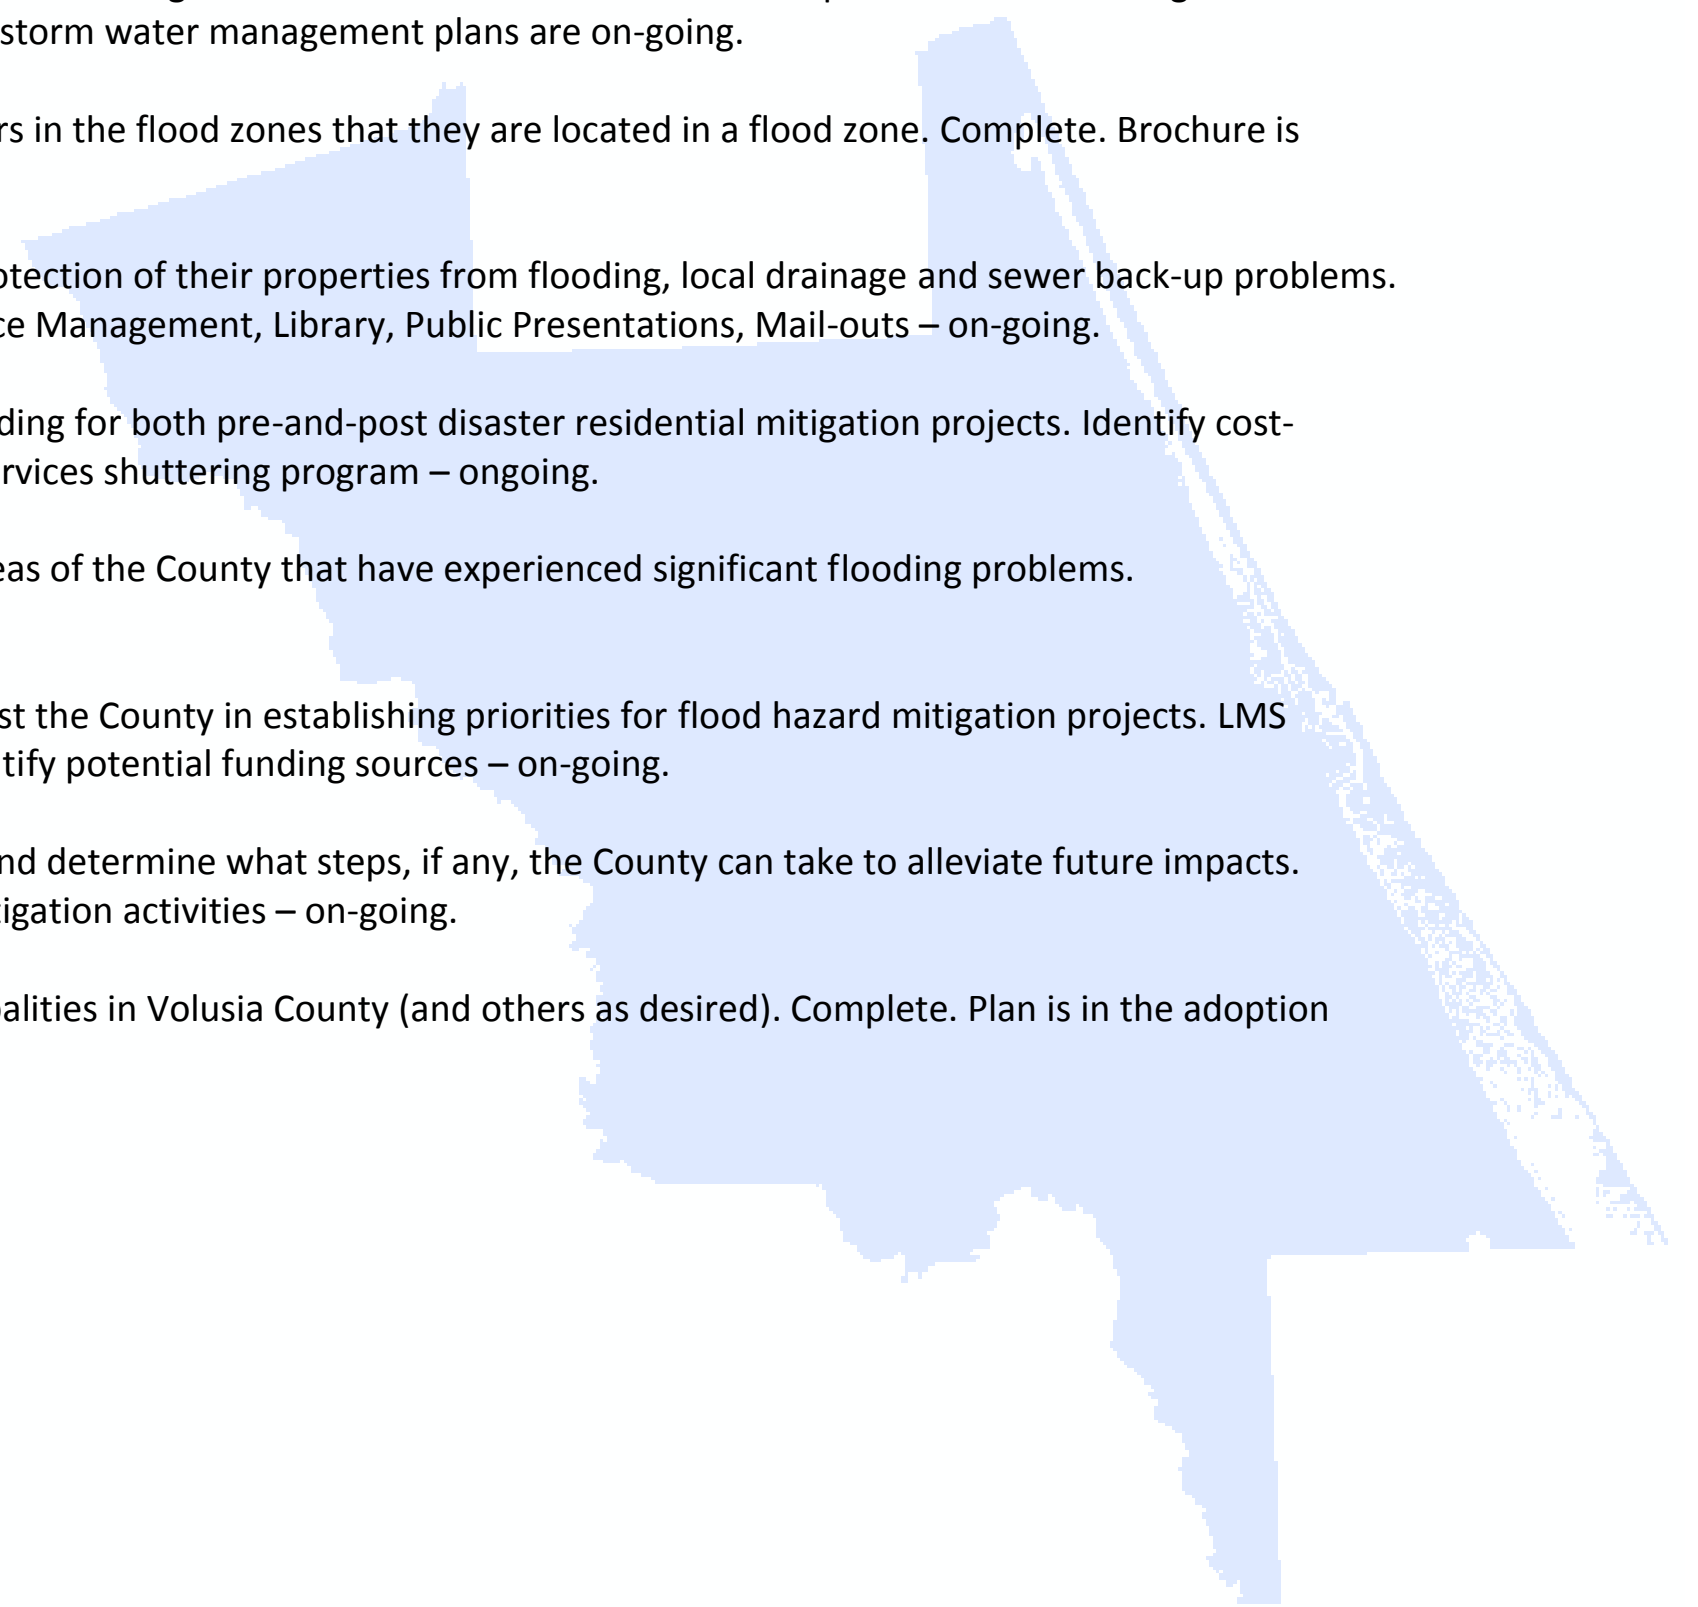 storm water management plans are on-going.
rs in the flood zones that they are located in a flood zone. Complete. Brochure is
otection of their properties from flooding, local drainage and sewer back-up problems.
ce Management, Library, Public Presentations, Mail-outs – on-going.
ding for both pre-and-post disaster residential mitigation projects. Identify cost-
rvices shuttering program – ongoing.
eas of the County that have experienced significant flooding problems.
st the County in establishing priorities for flood hazard mitigation projects. LMS
tify potential funding sources – on-going.
nd determine what steps, if any, the County can take to alleviate future impacts.
tigation activities – on-going.
palities in Volusia County (and others as desired). Complete. Plan is in the adoption